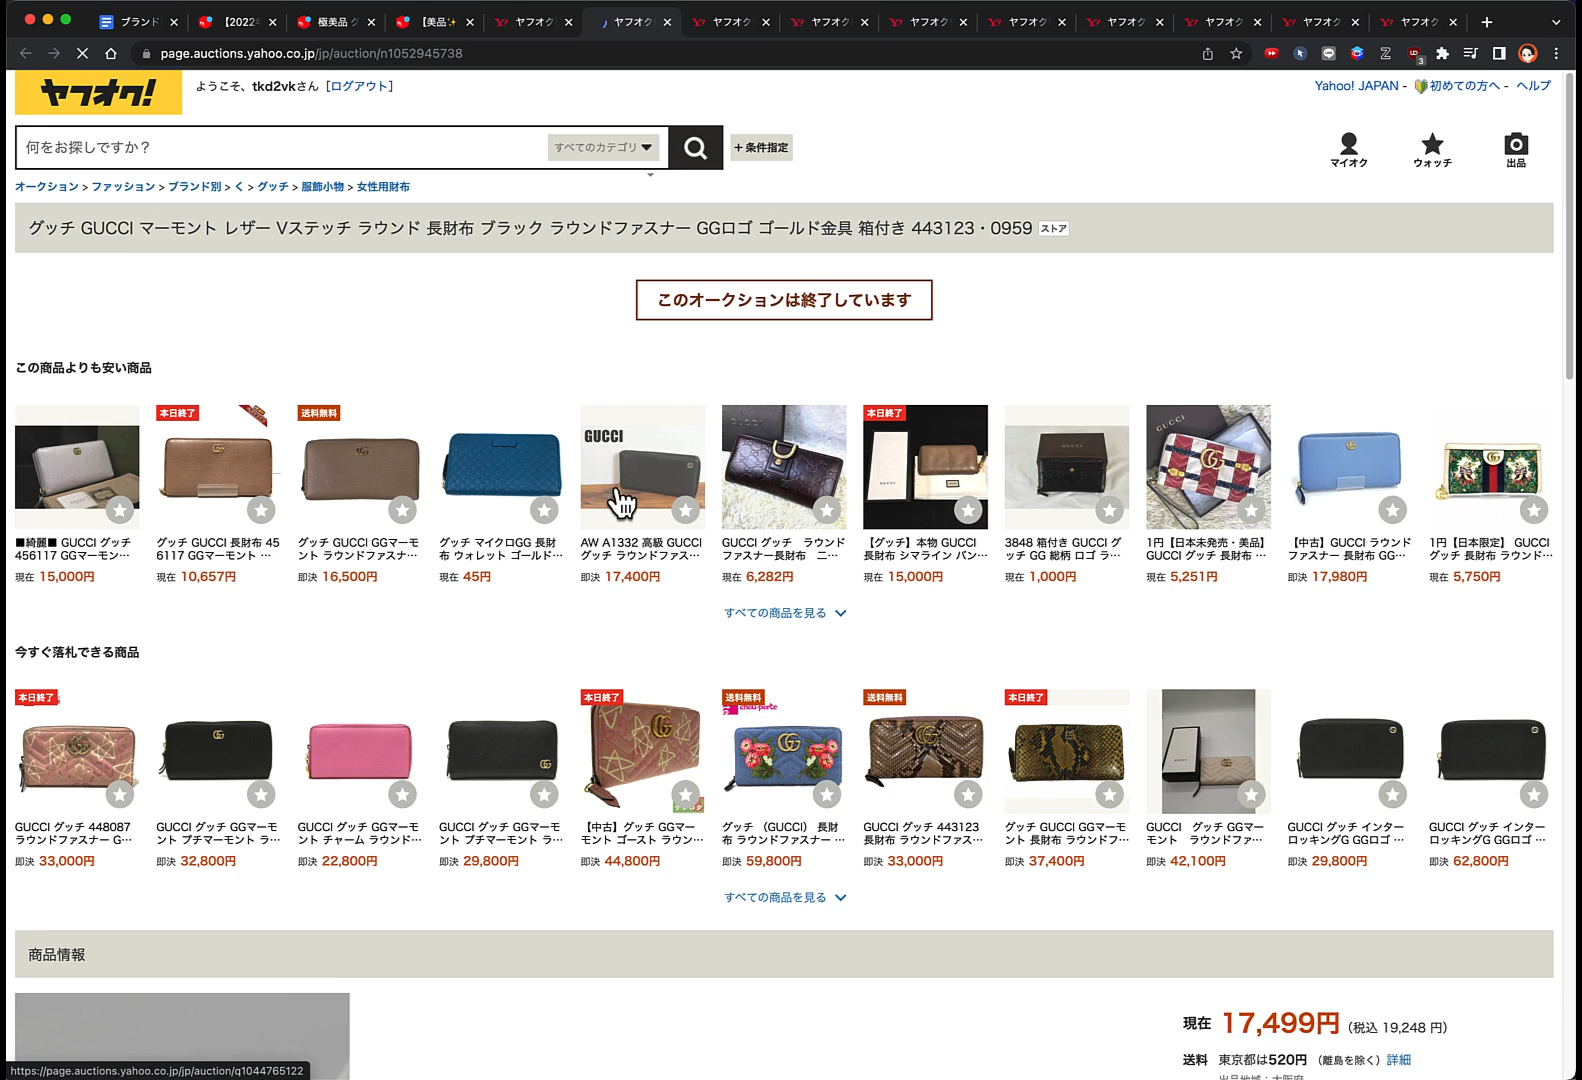 ブランド
【2022
極美品 グ
【美品✨
ヤフオク
ヤフオク
ヤフオク
ヤフオク
ヤフオク
ヤフオク
ヤフオク
ヤフオク
ヤフオク
ヤフオク
page.auctions.yahoo.co.jp/jp/auction/n1052945738
ヤフオク!
ようこそ、tkd2vkさん [ログアウト]
Yahoo! JAPAN - 初めての方へ - ヘルプ
何をお探しですか？
すべてのカテゴリ
+ 条件指定
マイオク
ウォッチ
出品
オークション > ファッション > ブランド別 > く > グッチ > 服飾小物 > 女性用財布
グッチ GUCCI マーモント レザー Vステッチ ラウンド 長財布 ブラック ラウンドファスナー GGロゴ ゴールド金具 箱付き 443123・0959 ストア
このオークションは終了しています
この商品よりも安い商品
本日終了
送料無料
GUCCI
本日終了
■綺麗■ GUCCI グッチ 456117 GGマーモン…
現在 15,000円
グッチ GUCCI 長財布 456117 GGマーモント …
現在 10,657円
グッチ GUCCI GGマーモント ラウンドファスナ…
即決 16,500円
グッチ マイクロGG 長財布 ウォレット ゴールド…
現在 45円
AW A1332 高級 GUCCI グッチ ラウンドファス…
即決 17,400円
GUCCI グッチ　ラウンドファスナー長財布　二…
現在 6,282円
【グッチ】本物 GUCCI 長財布 シマライン バン…
現在 15,000円
3848 箱付き GUCCI グッチ GG 総柄 ロゴ ラ…
現在 1,000円
1円【日本未発売・美品】GUCCI グッチ 長財布 …
現在 5,251円
【中古】GUCCI ラウンドファスナー 長財布 GG…
即決 17,980円
1円【日本限定】 GUCCI グッチ 長財布 ラウンド…
現在 5,750円
すべての商品を見る
今すぐ落札できる商品
本日終了
本日終了
送料無料
送料無料
本日終了
GUCCI グッチ 448087 ラウンドファスナー G…
即決 33,000円
GUCCI グッチ GGマーモント プチマーモント ラ…
即決 32,800円
GUCCI グッチ GGマーモント チャーム ラウンド…
即決 22,800円
GUCCI グッチ GGマーモント プチマーモント ラ…
即決 29,800円
【中古】グッチ GGマーモント ゴースト ラウン…
即決 44,800円
グッチ （GUCCI） 長財布 ラウンドファスナー …
即決 59,800円
GUCCI グッチ 443123 長財布 ラウンドファス…
即決 33,000円
グッチ GUCCI GGマーモント 長財布 ラウンドフ…
即決 37,400円
GUCCI　グッチ GGマーモント　ラウンドファ…
即決 42,100円
GUCCI グッチ インターロッキングG GGロゴ …
即決 29,800円
GUCCI グッチ インターロッキングG GGロゴ …
即決 62,800円
すべての商品を見る
商品情報
現在 17,499円 （税込 19,248 円）
送料 東京都は520円 （離島を除く）詳細
https://page.auctions.yahoo.co.jp/jp/auction/q1044765122